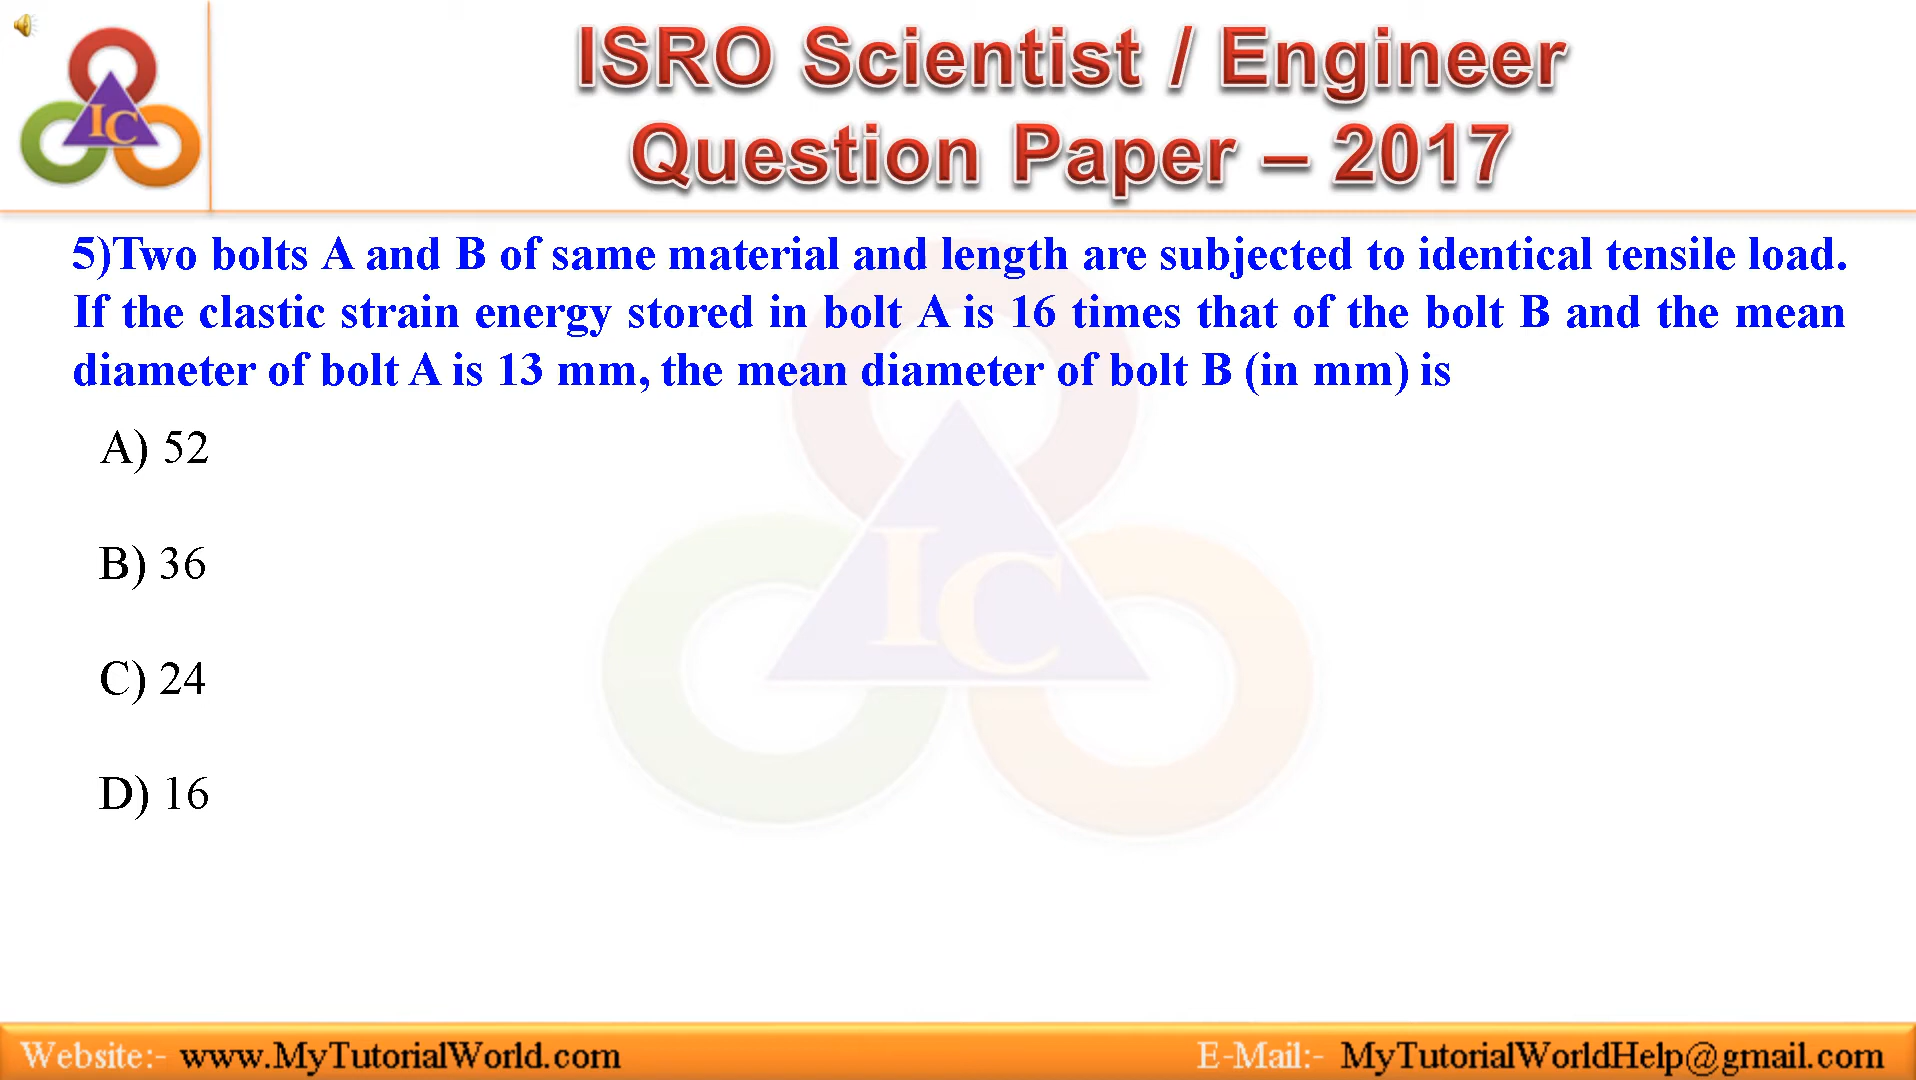 IC
ISRO Scientist / Engineer
Question Paper – 2017
5)Two bolts A and B of same material and length are subjected to identical tensile load.
If the clastic strain energy stored in bolt A is 16 times that of the bolt B and the mean
diameter of bolt A is 13 mm, the mean diameter of bolt B (in mm) is
A) 52
B) 36
IC
C) 24
D) 16
Website:- www.MyTutorialWorld.com
E-Mail:- MyTutorialWorldHelp@gmail.com